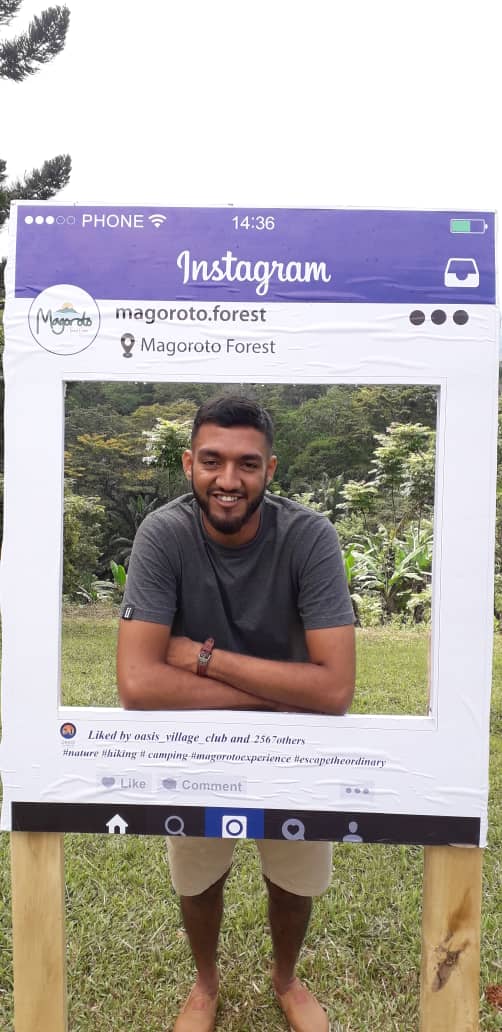 PHONE 14:36
Instagram
Magoroto
magoroto.forest
Magoroto Forest
Liked by oasis_village_club and 2567others
#nature #hiking # camping #magorotoexperience #escapetheordinary
Like Comment